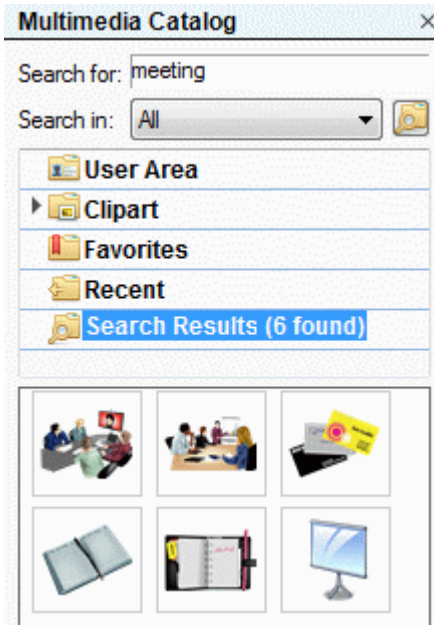 Multimedia Catalog
Search for: meeting
Search in: All
User Area
Clipart
Favorites
Recent
Search Results (6 found)